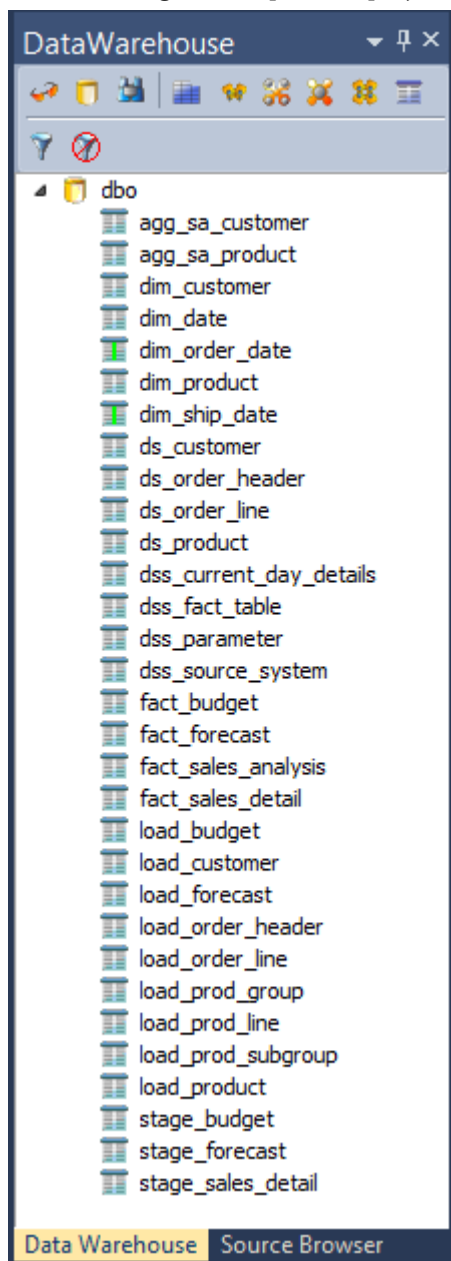 DataWarehouse
dbo
agg_sa_customer
agg_sa_product
dim_customer
dim_date
dim_order_date
dim_product
dim_ship_date
ds_customer
ds_order_header
ds_order_line
ds_product
dss_current_day_details
dss_fact_table
dss_parameter
dss_source_system
fact_budget
fact_forecast
fact_sales_analysis
fact_sales_detail
load_budget
load_customer
load_forecast
load_order_header
load_order_line
load_prod_group
load_prod_line
load_prod_subgroup
load_product
stage_budget
stage_forecast
stage_sales_detail
Data Warehouse Source Browser